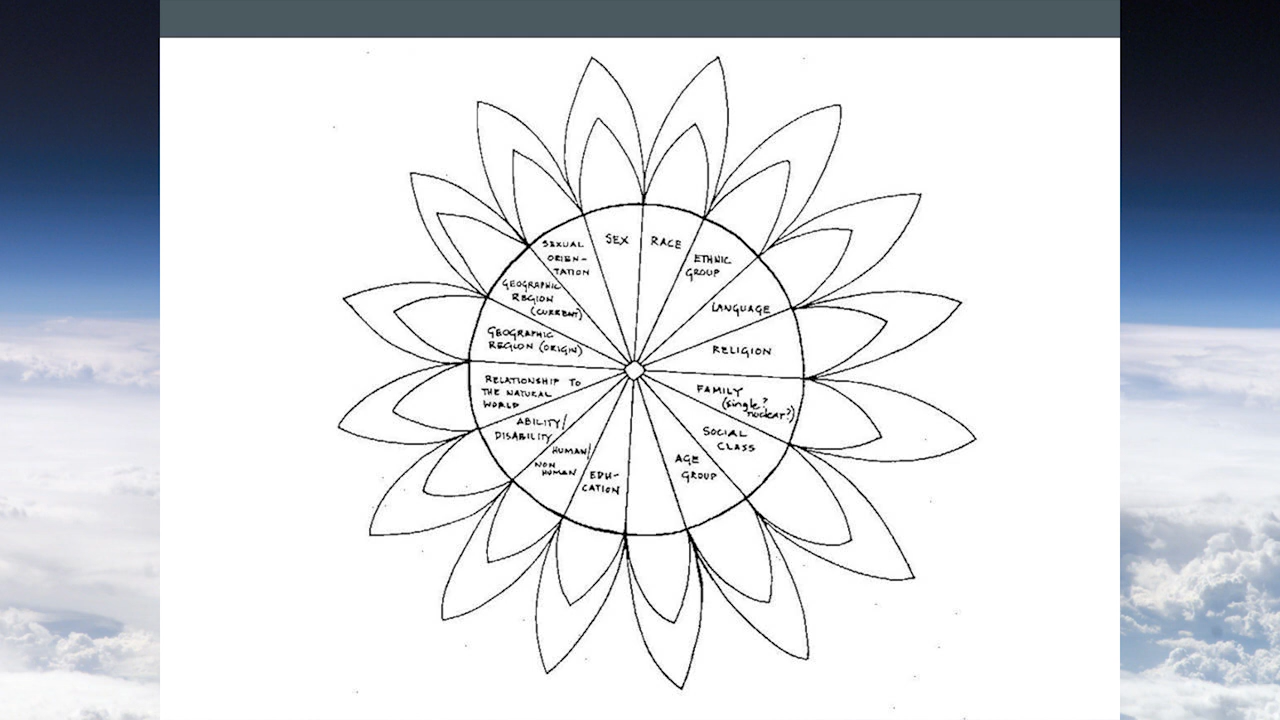 SEX
RACE
ETHNIC
GROUP
LANGUAGE
RELIGION
FAMILY
(single?
nuclear?)
SOCIAL
CLASS
AGE
GROUP
EDU-
CATION
HUMAN/
NON
HUMAN
ABILITY/
DISABILITY
RELATIONSHIP TO
THE NATURAL
WORLD
GEOGRAPHIC
REGION (ORIGIN)
GEOGRAPHIC
REGION
(CURRENT)
SEXUAL
ORIEN-
TATION